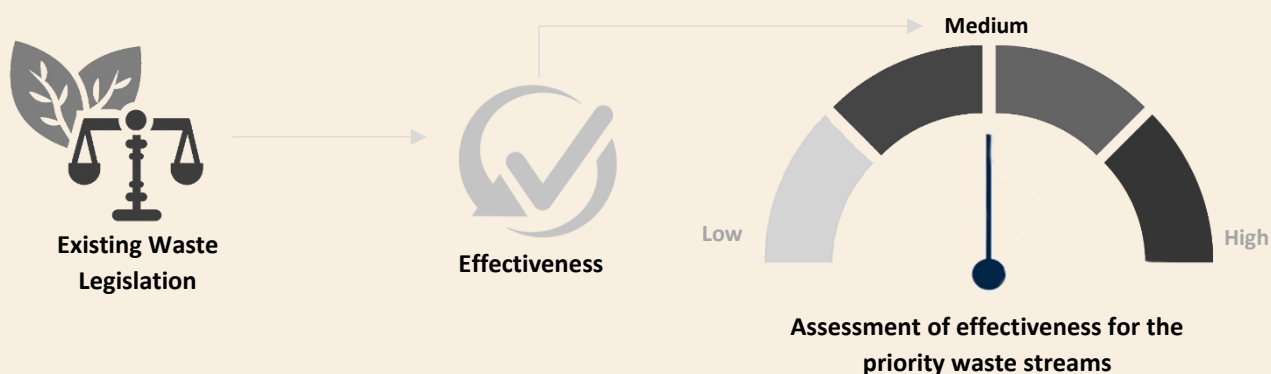 Existing Waste
Legislation
Effectiveness
Medium
Low
High
Assessment of effectiveness for the
priority waste streams